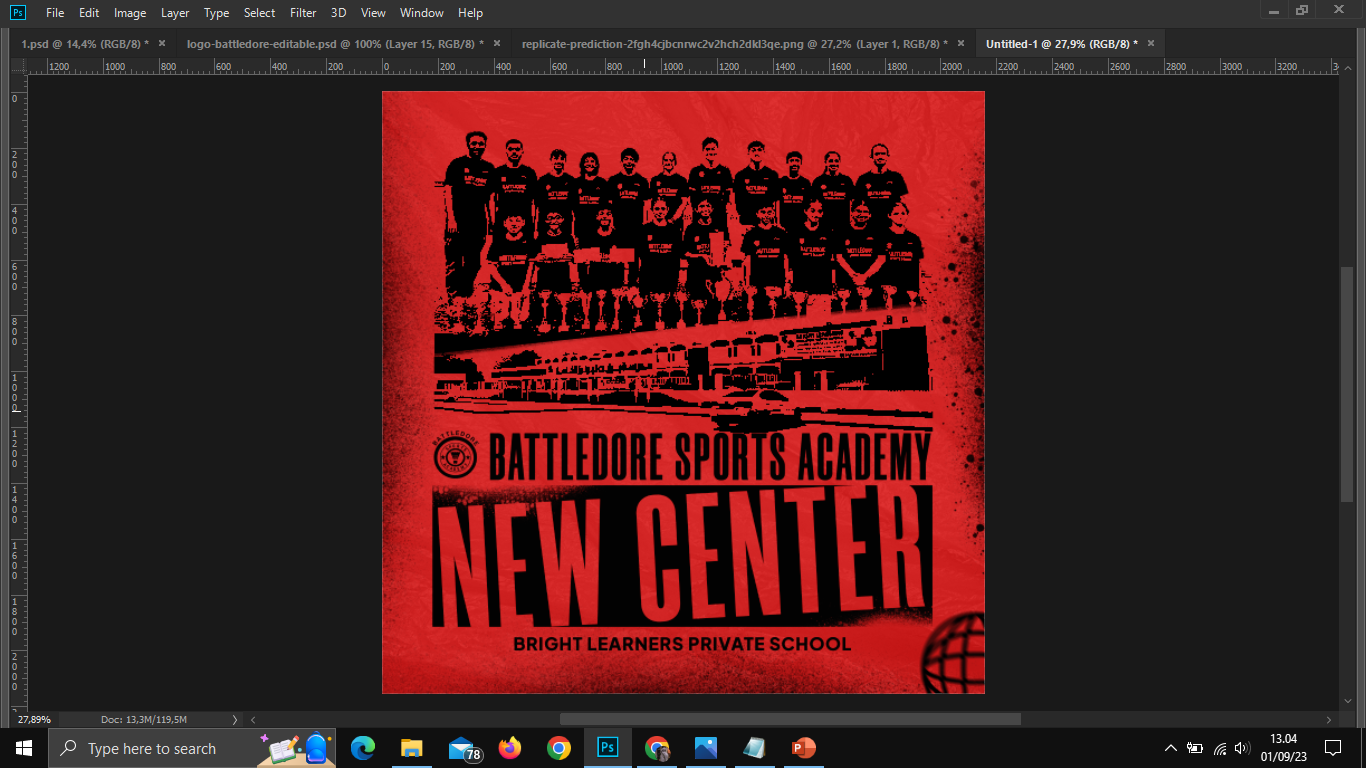 Ps File Edit Image Layer Type Select Filter 3D View Window Help
1.psd @ 14,4% (RGB/8) * × logo-battledore-editable.psd @ 100% (Layer 15, RGB/8) * × replicate-prediction-2fgh4cjbcnrwc2v2hch2dkl3qe.png @ 27,2% (Layer 1, RGB/8) * × Untitled-1 @ 27,9% (RGB/8) * ×
1200 1000 800 600 400 200 0 200 400 600 800 1000 1200 1400 1600 1800 2000 2200 2400 2600 2800 3000 3200
0
200
400
600
800
1000
1200
1400
1600
1800
2000
BATTLEDORE
BATTLEDORE SPORTS ACADEMY
NEW CENTER
BRIGHT LEARNERS PRIVATE SCHOOL
27,89% Doc: 13,3M/119,5M
Type here to search
78
Ps
13.04
01/09/23